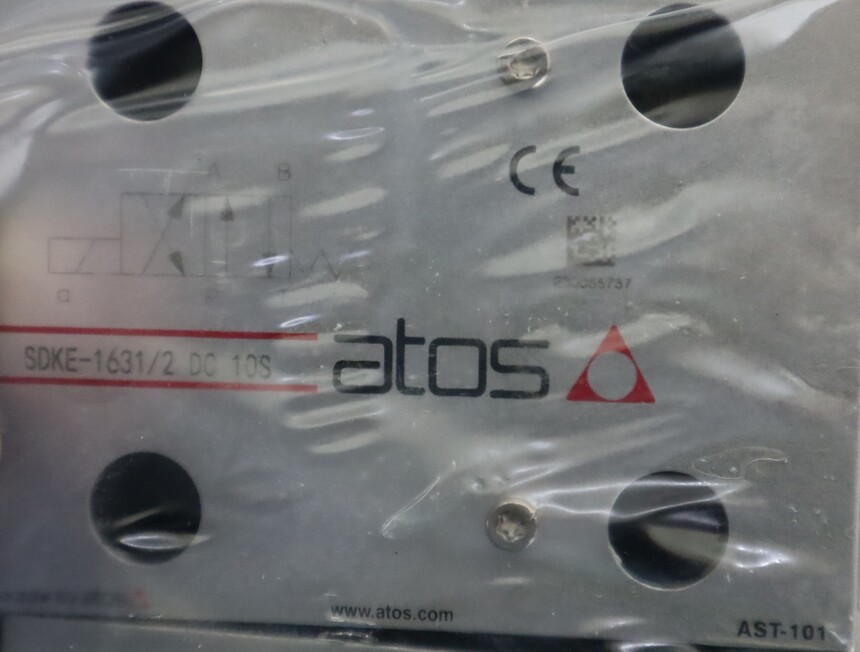 A B
CE
a
SDKE-1631/2 DC 10S
atos
www.atos.com
AST-101